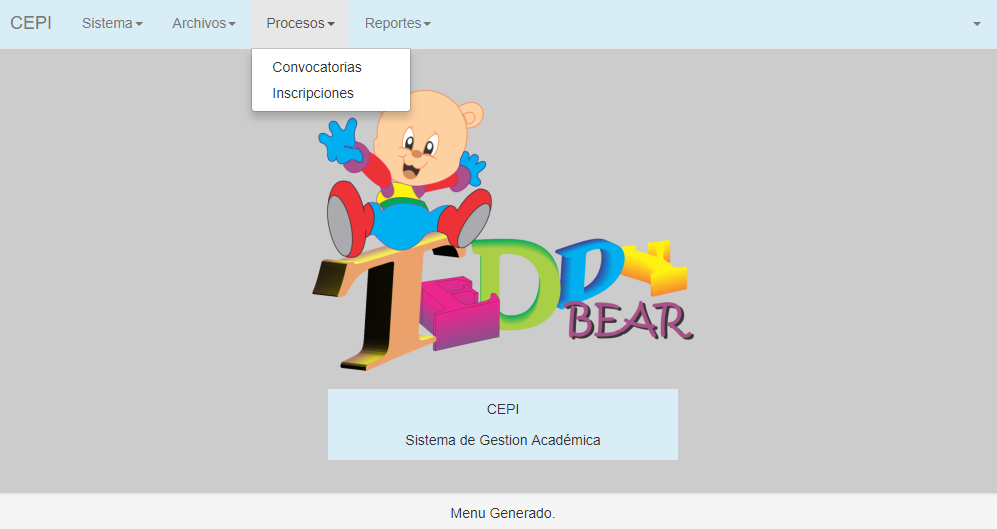 CEPI Sistema Archivos Procesos Reportes
Convocatorias
Inscripciones
TEDDY
BEAR
CEPI
Sistema de Gestion Académica
Menu Generado.